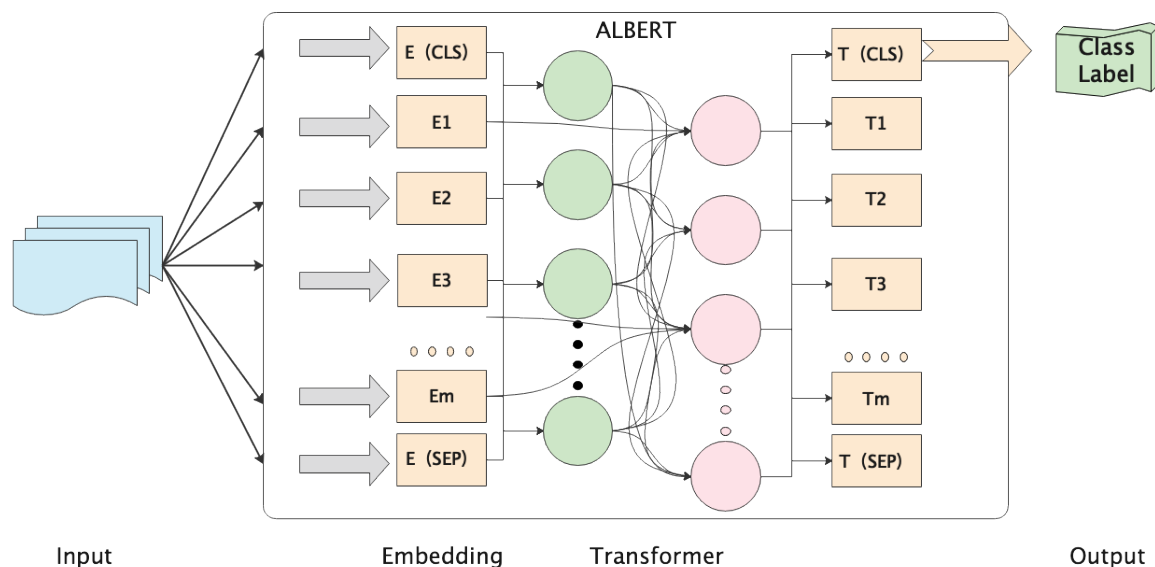 ALBERT
E (CLS)
E1
E2
E3
Em
E (SEP)
T (CLS)
T1
T2
T3
Tm
T (SEP)
Class
Label
Input
Embedding
Transformer
Output